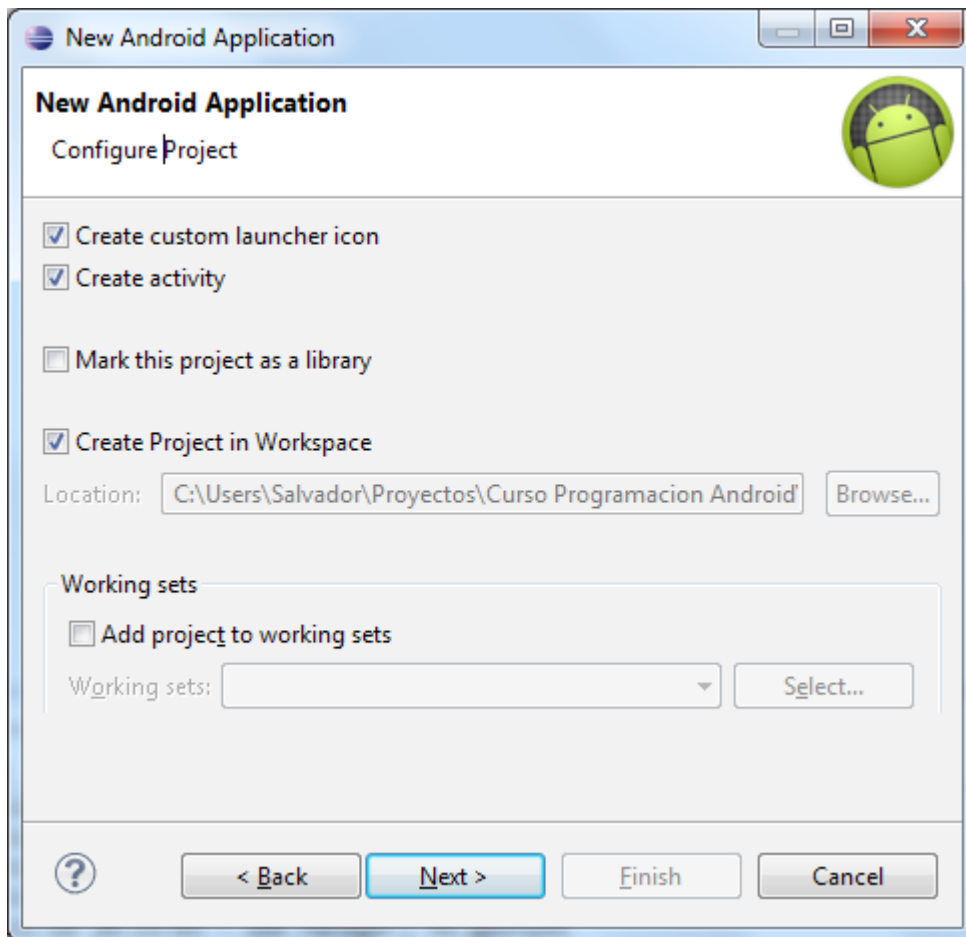 New Android Application
New Android Application
Configure Project
Create custom launcher icon
Create activity
Mark this project as a library
Create Project in Workspace
Location: C:\Users\Salvador\Proyectos\Curso Programacion Android\ Browse...
Working sets
Add project to working sets
Working sets: Select...
? < Back Next > Finish Cancel